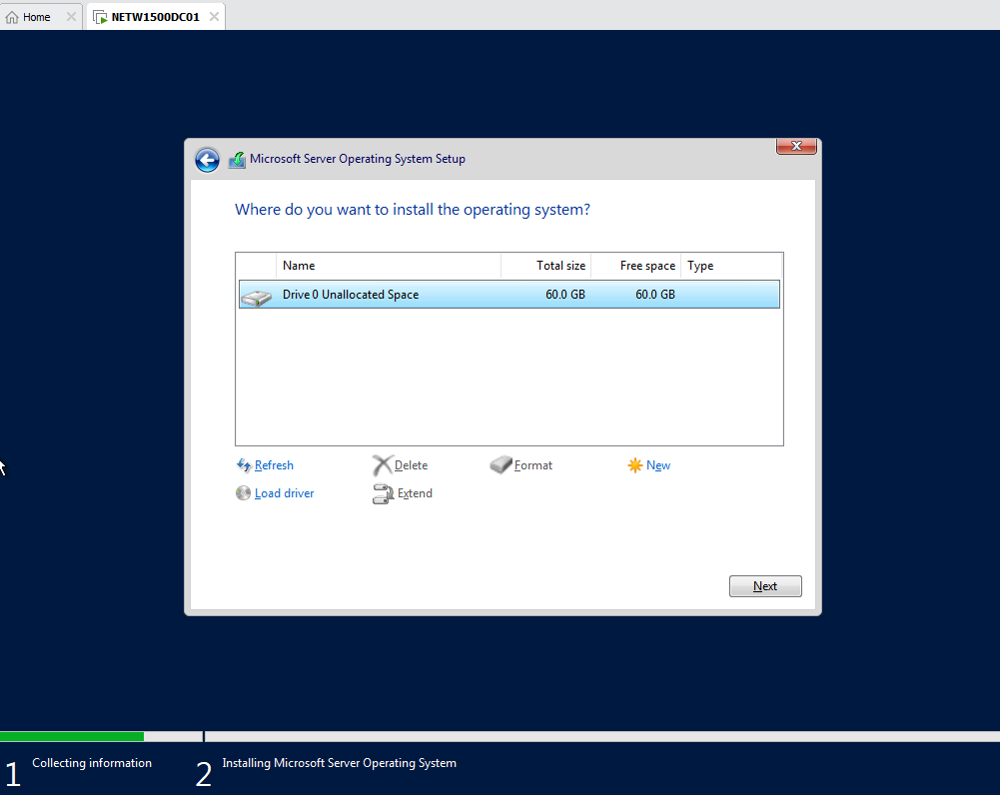 Home NETW1500DC01
Microsoft Server Operating System Setup
Where do you want to install the operating system?
Name Total size Free space Type
Drive 0 Unallocated Space 60.0 GB 60.0 GB
Refresh Delete Format New
Load driver Extend
Next
1 Collecting information 2 Installing Microsoft Server Operating System